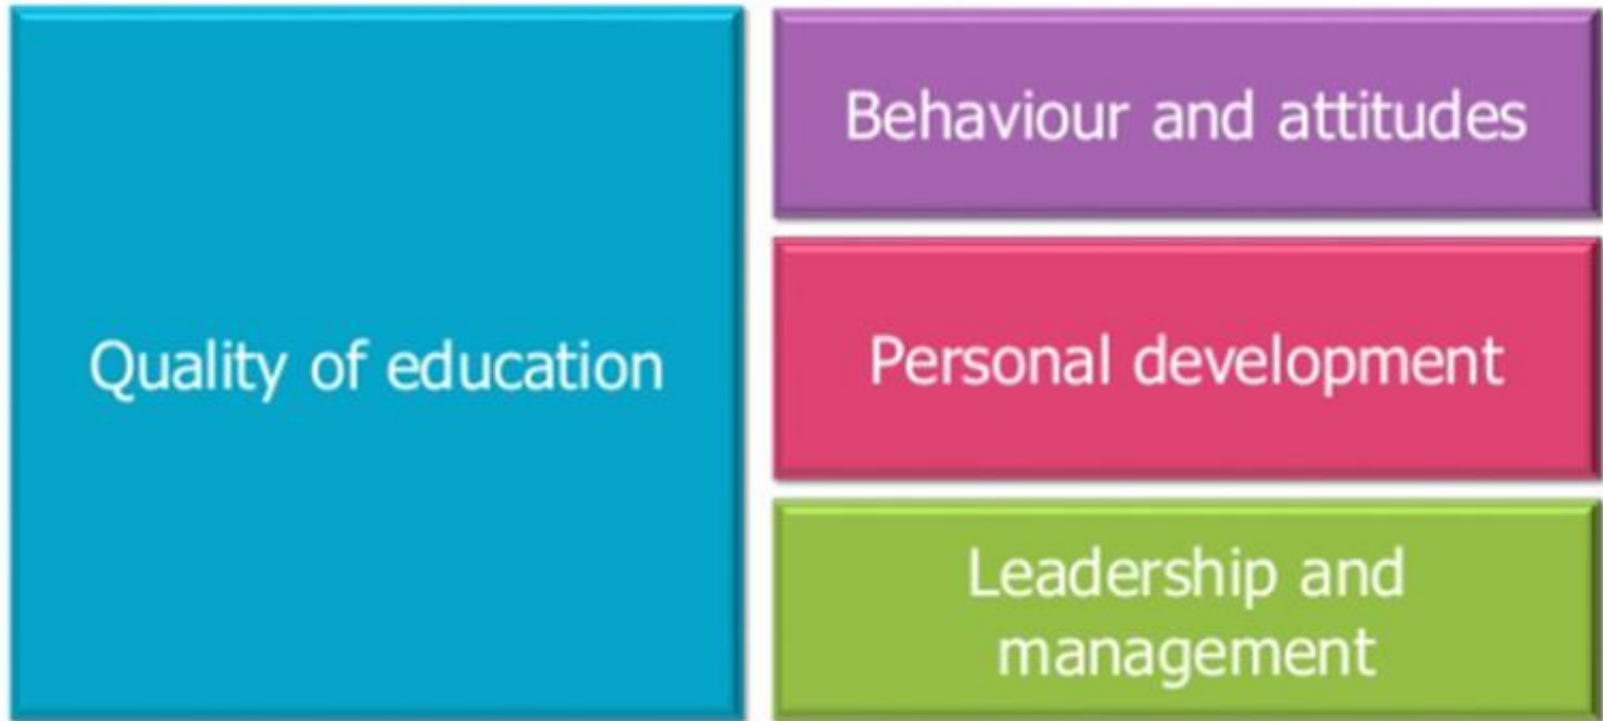 Quality of education
Behaviour and attitudes
Personal development
Leadership and
management